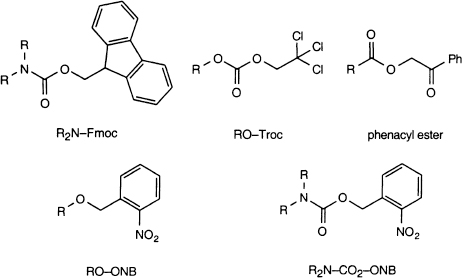 R
N
R
O
O
R₂N–Fmoc
O
R
O
O
Cl
Cl
Cl
RO–Troc
O
R
O
O
Ph
phenacyl ester
O
R
NO₂
RO–ONB
R
N
R
O
O
NO₂
R₂N–CO₂–ONB